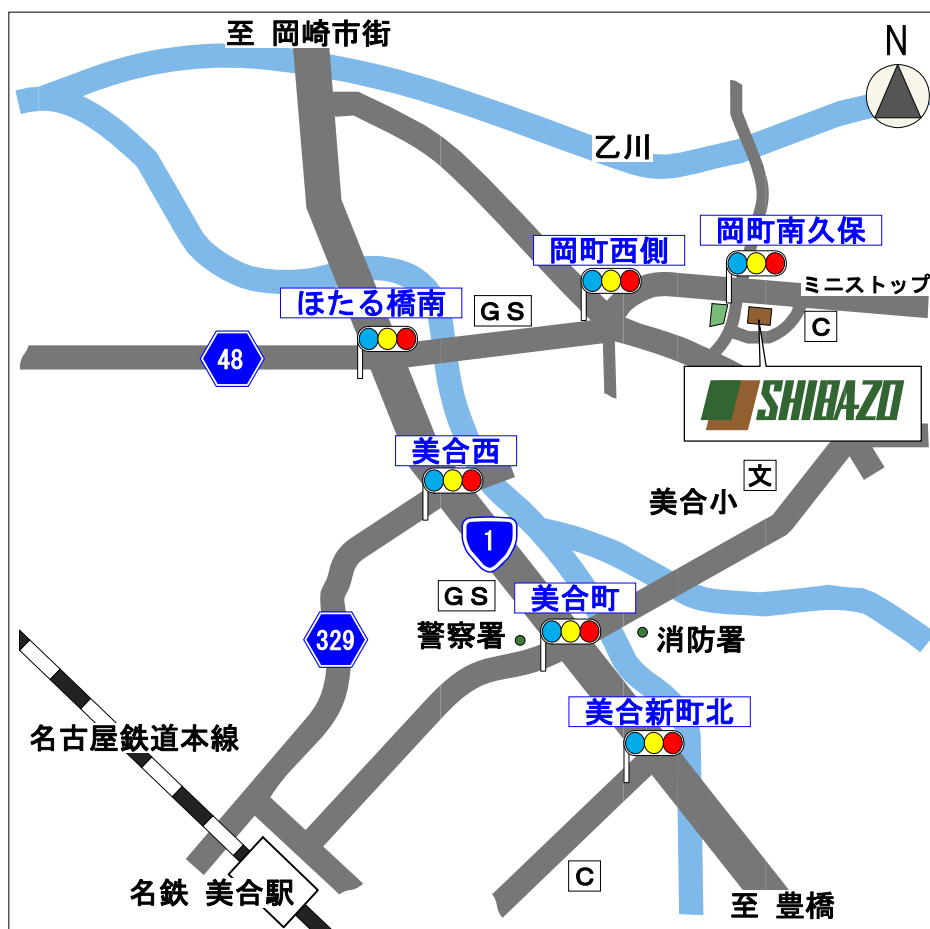 至 岡崎市街
N
乙川
岡町南久保
岡町西側
ミニストップ
ほたる橋南
GS
C
48
SHIBAZO
美合西
文
美合小
1
GS
美合町
329
警察署
消防署
美合新町北
名古屋鉄道本線
C
名鉄 美合駅
至 豊橋